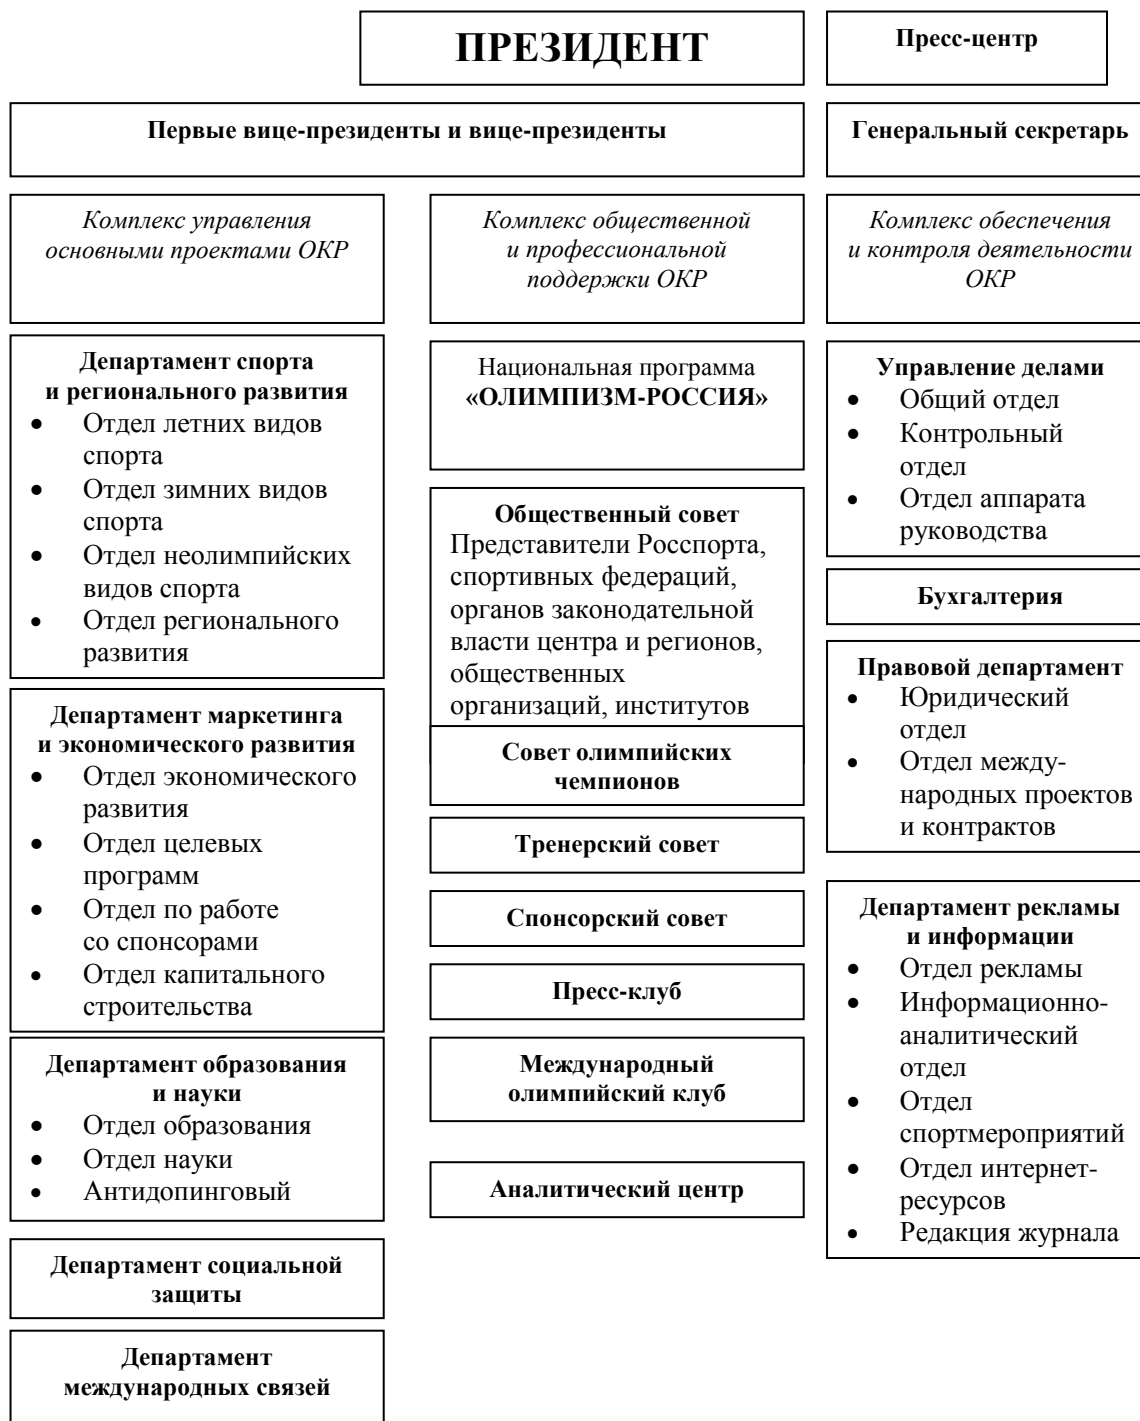 ПРЕЗИДЕНТ
Пресс-центр
Первые вице-президенты и вице-президенты
Генеральный секретарь
Комплекс управления
основными проектами ОКР
Комплекс общественной
и профессиональной
поддержки ОКР
Комплекс обеспечения
и контроля деятельности
ОКР
Департамент спорта
и регионального развития
• Отдел летних видов
спорта
• Отдел зимних видов
спорта
• Отдел неолимпийских
видов спорта
• Отдел регионального
развития
Департамент маркетинга
и экономического развития
• Отдел экономического
развития
• Отдел целевых
программ
• Отдел по работе
со спонсорами
• Отдел капитального
строительства
Департамент образования
и науки
• Отдел образования
• Отдел науки
• Антидопинговый
Департамент социальной
защиты
Департамент
международных связей
Национальная программа
«ОЛИМПИЗМ-РОССИЯ»
Общественный совет
Представители Росспорта,
спортивных федераций,
органов законодательной
власти центра и регионов,
общественных
организаций, институтов
Совет олимпийских
чемпионов
Тренерский совет
Спонсорский совет
Пресс-клуб
Международный
олимпийский клуб
Аналитический центр
Управление делами
• Общий отдел
• Контрольный
отдел
• Отдел аппарата
руководства
Бухгалтерия
Правовой департамент
• Юридический
отдел
• Отдел между-
народных проектов
и контрактов
Департамент рекламы
и информации
• Отдел рекламы
• Информационно-
аналитический
отдел
• Отдел
спортмероприятий
• Отдел интернет-
ресурсов
• Редакция журнала